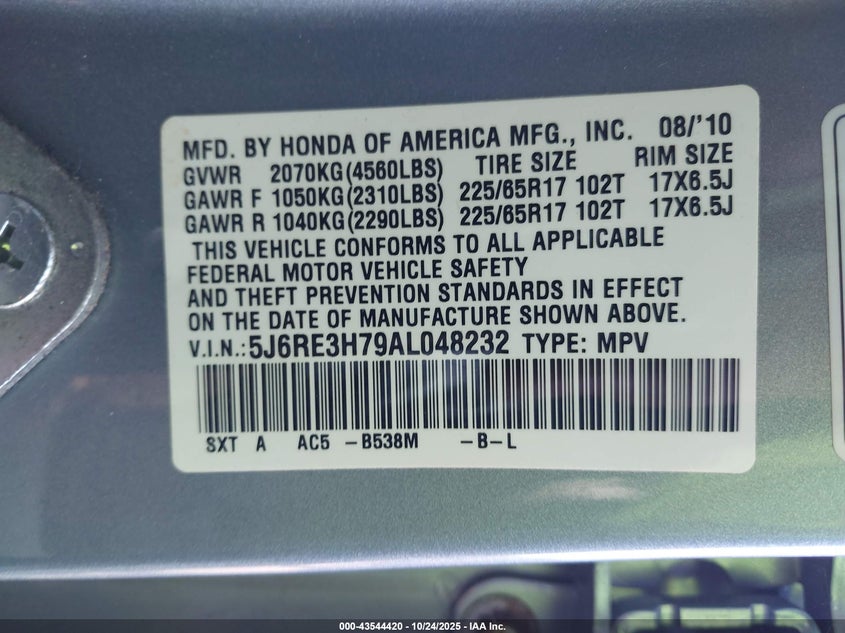 MFD. BY HONDA OF AMERICA MFG., INC. 08/'10
GVWR 2070KG(4560LBS) TIRE SIZE RIM SIZE
GAWR F 1050KG(2310LBS) 225/65R17 102T 17X6.5J
GAWR R 1040KG(2290LBS) 225/65R17 102T 17X6.5J
THIS VEHICLE CONFORMS TO ALL APPLICABLE
FEDERAL MOTOR VEHICLE SAFETY
AND THEFT PREVENTION STANDARDS IN EFFECT
ON THE DATE OF MANUFACTURE SHOWN ABOVE.
V.I.N.:5J6RE3H79AL048232 TYPE: MPV
SXT A AC5 -B538M -B-L
000-43544420 - 10/24/2025 - IAA Inc.